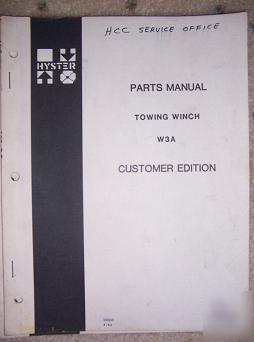 HCC SERVICE OFFICE
HYSTER
PARTS MANUAL
TOWING WINCH
W3A
CUSTOMER EDITION